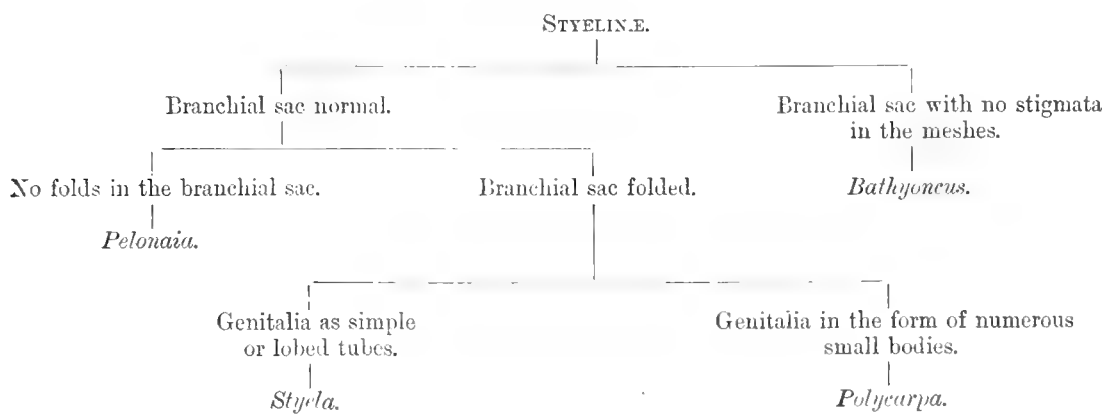 STYELINÆ.
Branchial sac normal.
Branchial sac with no stigmata
in the meshes.
No folds in the branchial sac.
Branchial sac folded.
Bathyoncus.
Pelonaia.
Genitalia as simple
or lobed tubes.
Genitalia in the form of numerous
small bodies.
Styela.
Polycarpa.